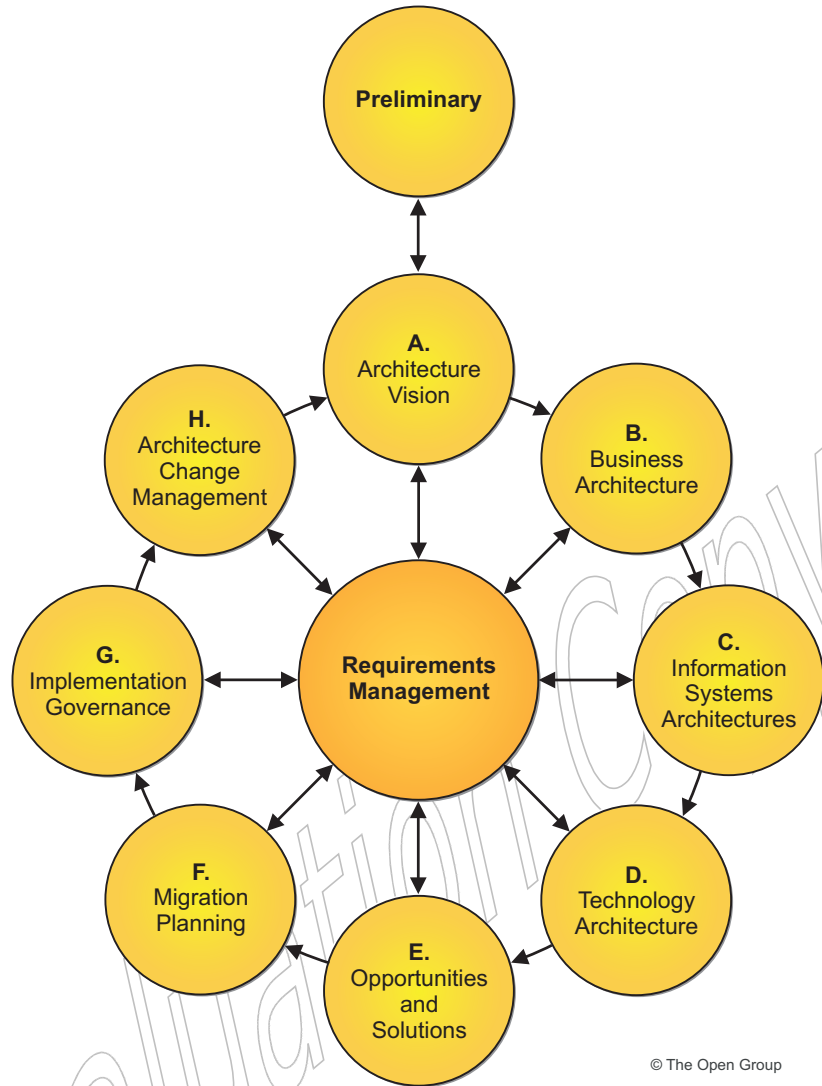 Preliminary
A.
Architecture
Vision
B.
Business
Architecture
H.
Architecture
Change
Management
C.
Information
Systems
Architectures
Requirements
Management
G.
Implementation
Governance
D.
Technology
Architecture
F.
Migration
Planning
E.
Opportunities
and
Solutions
© The Open Group